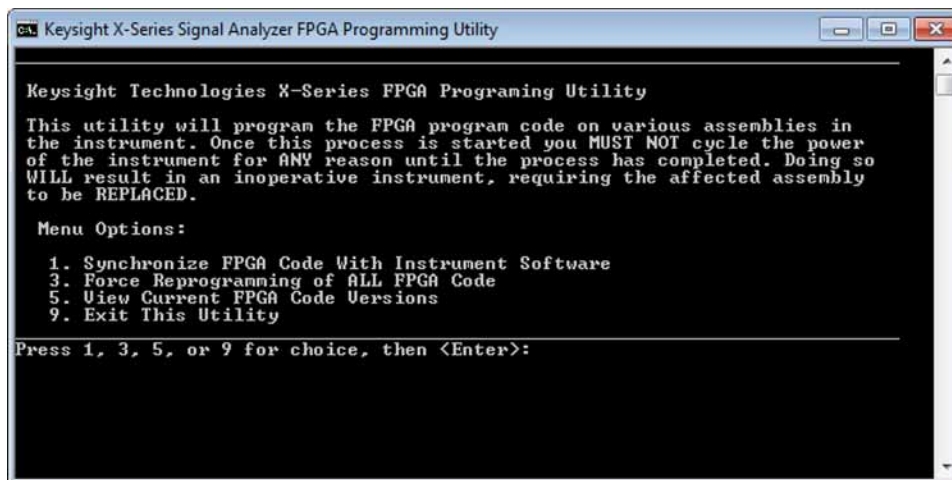 Keysight X-Series Signal Analyzer FPGA Programming Utility
Keysight Technologies X-Series FPGA Programing Utility
This utility will program the FPGA program code on various assemblies in
the instrument. Once this process is started you MUST NOT cycle the power
of the instrument for ANY reason until the process has completed. Doing so
WILL result in an inoperative instrument, requiring the affected assembly
to be REPLACED.
Menu Options:
1. Synchronize FPGA Code With Instrument Software
3. Force Reprogramming of ALL FPGA Code
5. View Current FPGA Code Versions
9. Exit This Utility
Press 1, 3, 5, or 9 for choice, then <Enter>: